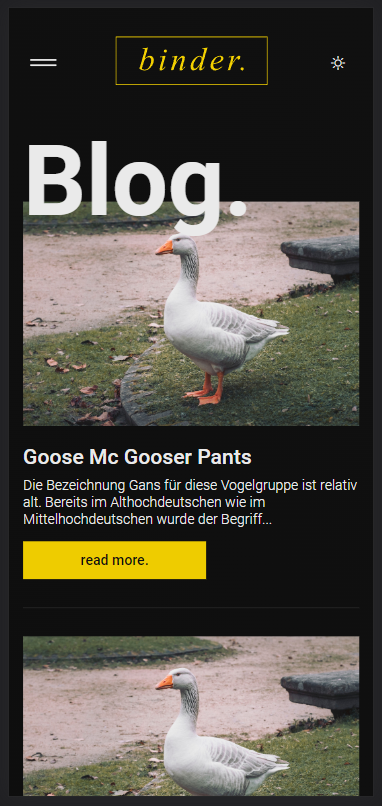 binder.
Blog.
Goose Mc Gooser Pants
Die Bezeichnung Gans für diese Vogelgruppe ist relativ
alt. Bereits im Althochdeutschen wie im
Mittelhochdeutschen wurde der Begriff...
read more.